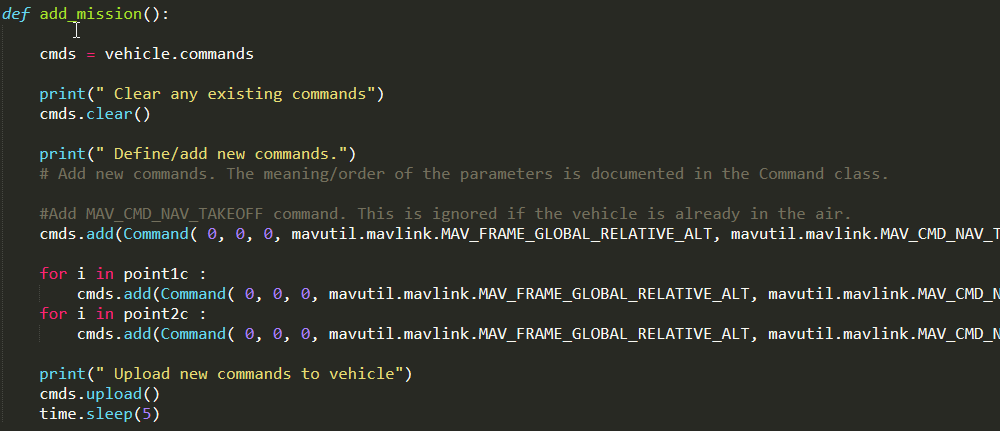 def add_mission():
cmds = vehicle.commands
print(" Clear any existing commands")
cmds.clear()
print(" Define/add new commands.")
# Add new commands. The meaning/order of the parameters is documented in the Command class.
#Add MAV_CMD_NAV_TAKEOFF command. This is ignored if the vehicle is already in the air.
cmds.add(Command( 0, 0, 0, mavutil.mavlink.MAV_FRAME_GLOBAL_RELATIVE_ALT, mavutil.mavlink.MAV_CMD_NAV_T
for i in point1c :
cmds.add(Command( 0, 0, 0, mavutil.mavlink.MAV_FRAME_GLOBAL_RELATIVE_ALT, mavutil.mavlink.MAV_CMD_N
for i in point2c :
cmds.add(Command( 0, 0, 0, mavutil.mavlink.MAV_FRAME_GLOBAL_RELATIVE_ALT, mavutil.mavlink.MAV_CMD_N
print(" Upload new commands to vehicle")
cmds.upload()
time.sleep(5)